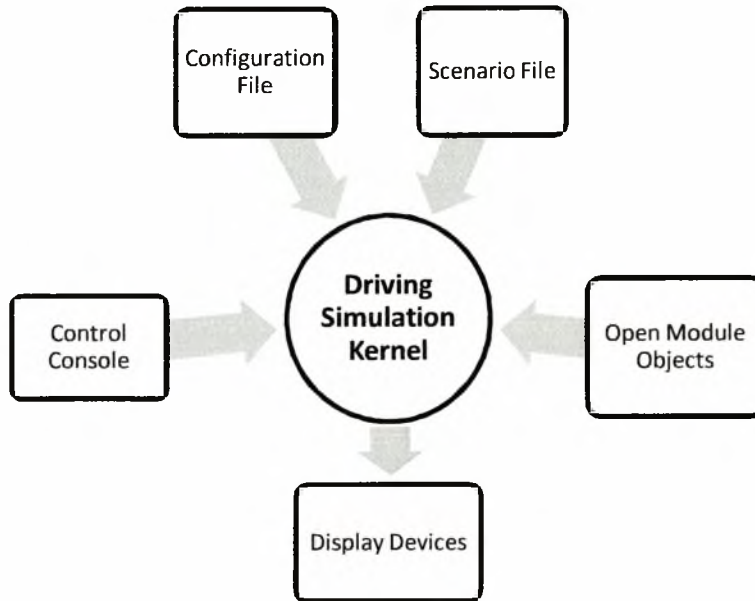 Configuration
File
Scenario File
Driving
Simulation
Kernel
Control
Console
Open Module
Objects
Display Devices